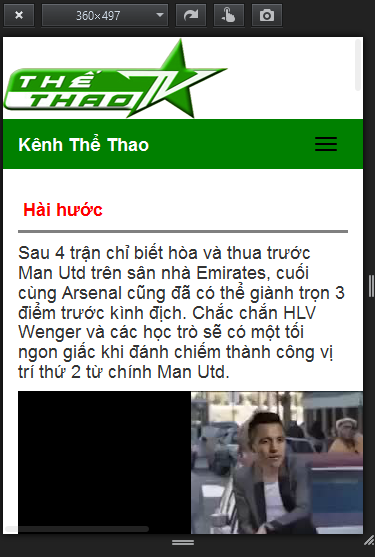 360×497
THẾ
THAO TV
Kênh Thể Thao
Hài hước
Sau 4 trận chỉ biết hòa và thua trước
Man Utd trên sân nhà Emirates, cuối
cùng Arsenal cũng đã có thể giành trọn 3
điểm trước kình địch. Chắc chắn HLV
Wenger và các học trò sẽ có một tối
ngon giấc khi đánh chiếm thành công vị
trí thứ 2 từ chính Man Utd.